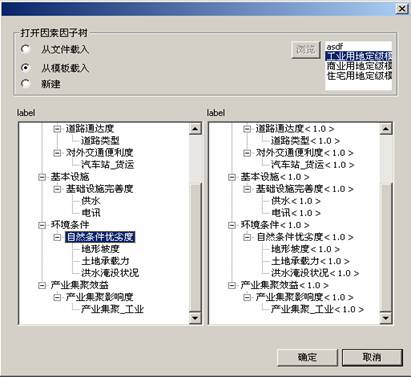 打开因素因子树
从文件载入
从模板载入
新建
浏览
asdf
工业用地定级模
商业用地定级模
住宅用地定级模
label
道路通达度
道路类型
对外交通便利度
汽车站_货运
基本设施
基础设施完善度
供水
电讯
环境条件
自然条件优劣度
地形坡度
土地承载力
洪水淹没状况
产业集聚效益
产业集聚影响度
产业集聚_工业
label
道路通达度< 1.0 >
道路类型< 1.0 >
对外交通便利度< 1.0 >
汽车站_货运< 1.0 >
基本设施< 1.0 >
基础设施完善度< 1.0 >
供水< 1.0 >
电讯< 1.0 >
环境条件< 1.0 >
自然条件优劣度< 1.0 >
地形坡度< 1.0 >
土地承载力< 1.0 >
洪水淹没状况< 1.0 >
产业集聚效益< 1.0 >
产业集聚影响度< 1.0 >
产业集聚_工业< 1.0 >
确定
取消